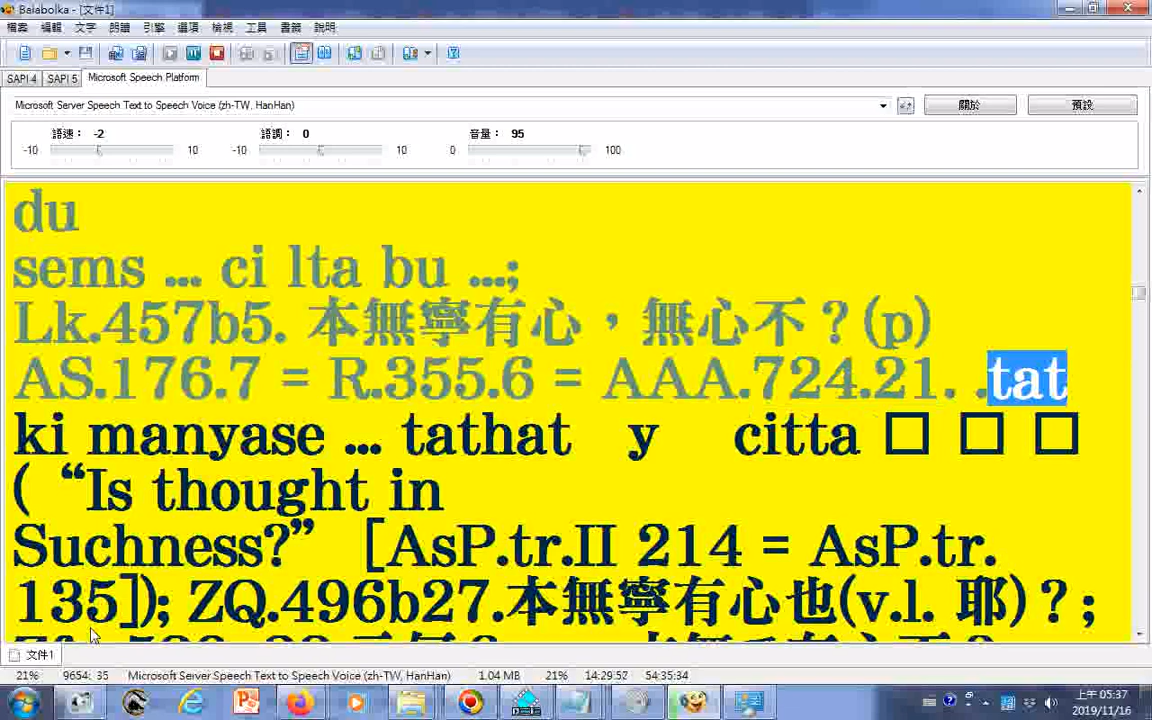 Balabolka - [文件1]
檔案 編輯 文字 朗讀 引擎 選項 檢視 工具 書籤 說明
SAPI 4 SAPI 5 Microsoft Speech Platform
Microsoft Server Speech Text to Speech Voice (zh-TW, HanHan) 關於 預設
語速： -2 語調： 0 音量： 95
-10 10 -10 10 0 100
du
sems ... ci lta bu ...;
Lk.457b5. 本無寧有心，無心不？(p)
AS.176.7 = R.355.6 = AAA.724.21. .tat
ki manyase ... tathat y citta □ □ □
( “Is thought in
Suchness?” [AsP.tr.II 214 = AsP.tr.
135]); ZQ.496b27.本無寧有心也(v.l. 耶)？;
文件1
21% 9654: 35 Microsoft Server Speech Text to Speech Voice (zh-TW, HanHan) 1.04 MB 21% 14:29:52 54:35:34
上午 05:37
2019/11/16